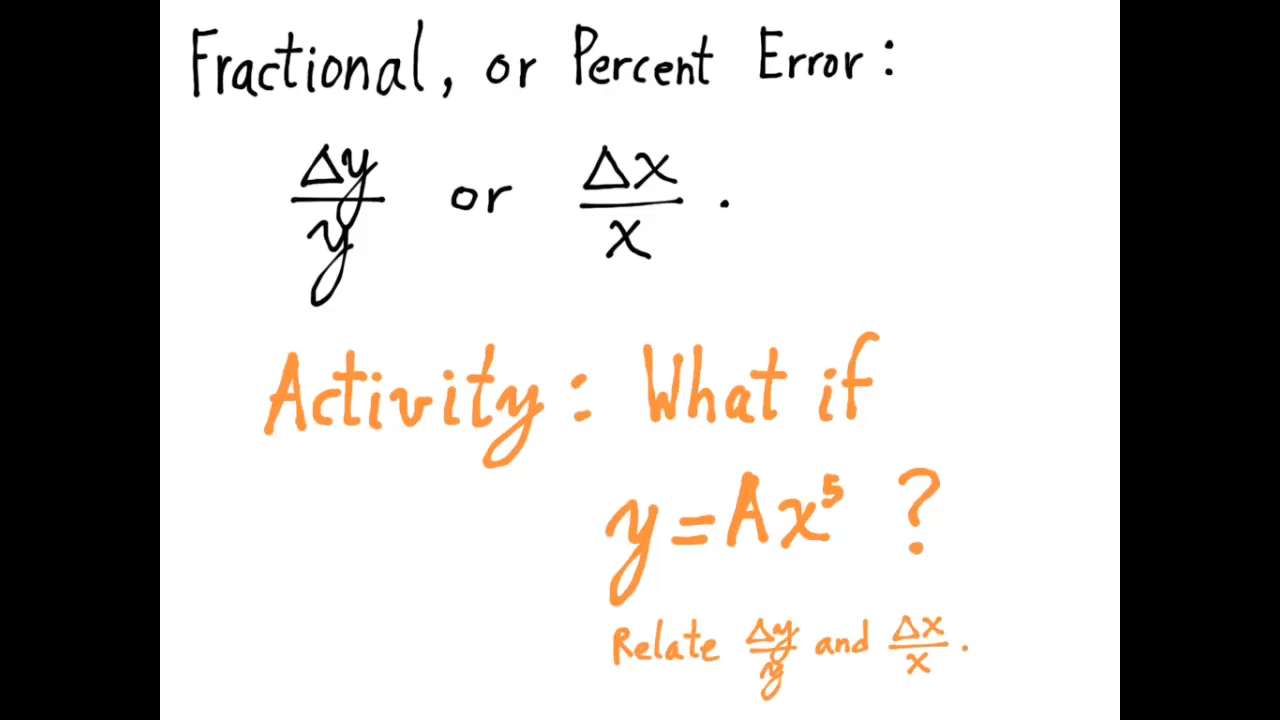 Fractional, or Percent Error:
Δy/y or Δx/x.
Activity: What if
y=Ax⁵ ?
Relate Δy/y and Δx/x.